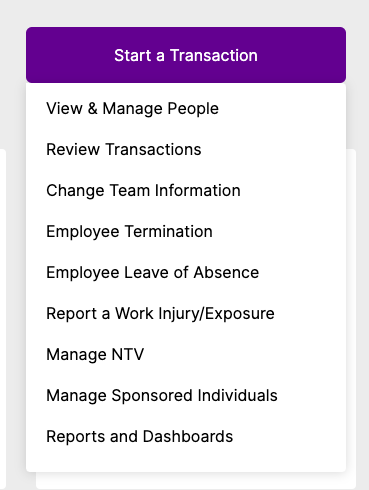 Start a Transaction
View & Manage People
Review Transactions
Change Team Information
Employee Termination
Employee Leave of Absence
Report a Work Injury/Exposure
Manage NTV
Manage Sponsored Individuals
Reports and Dashboards